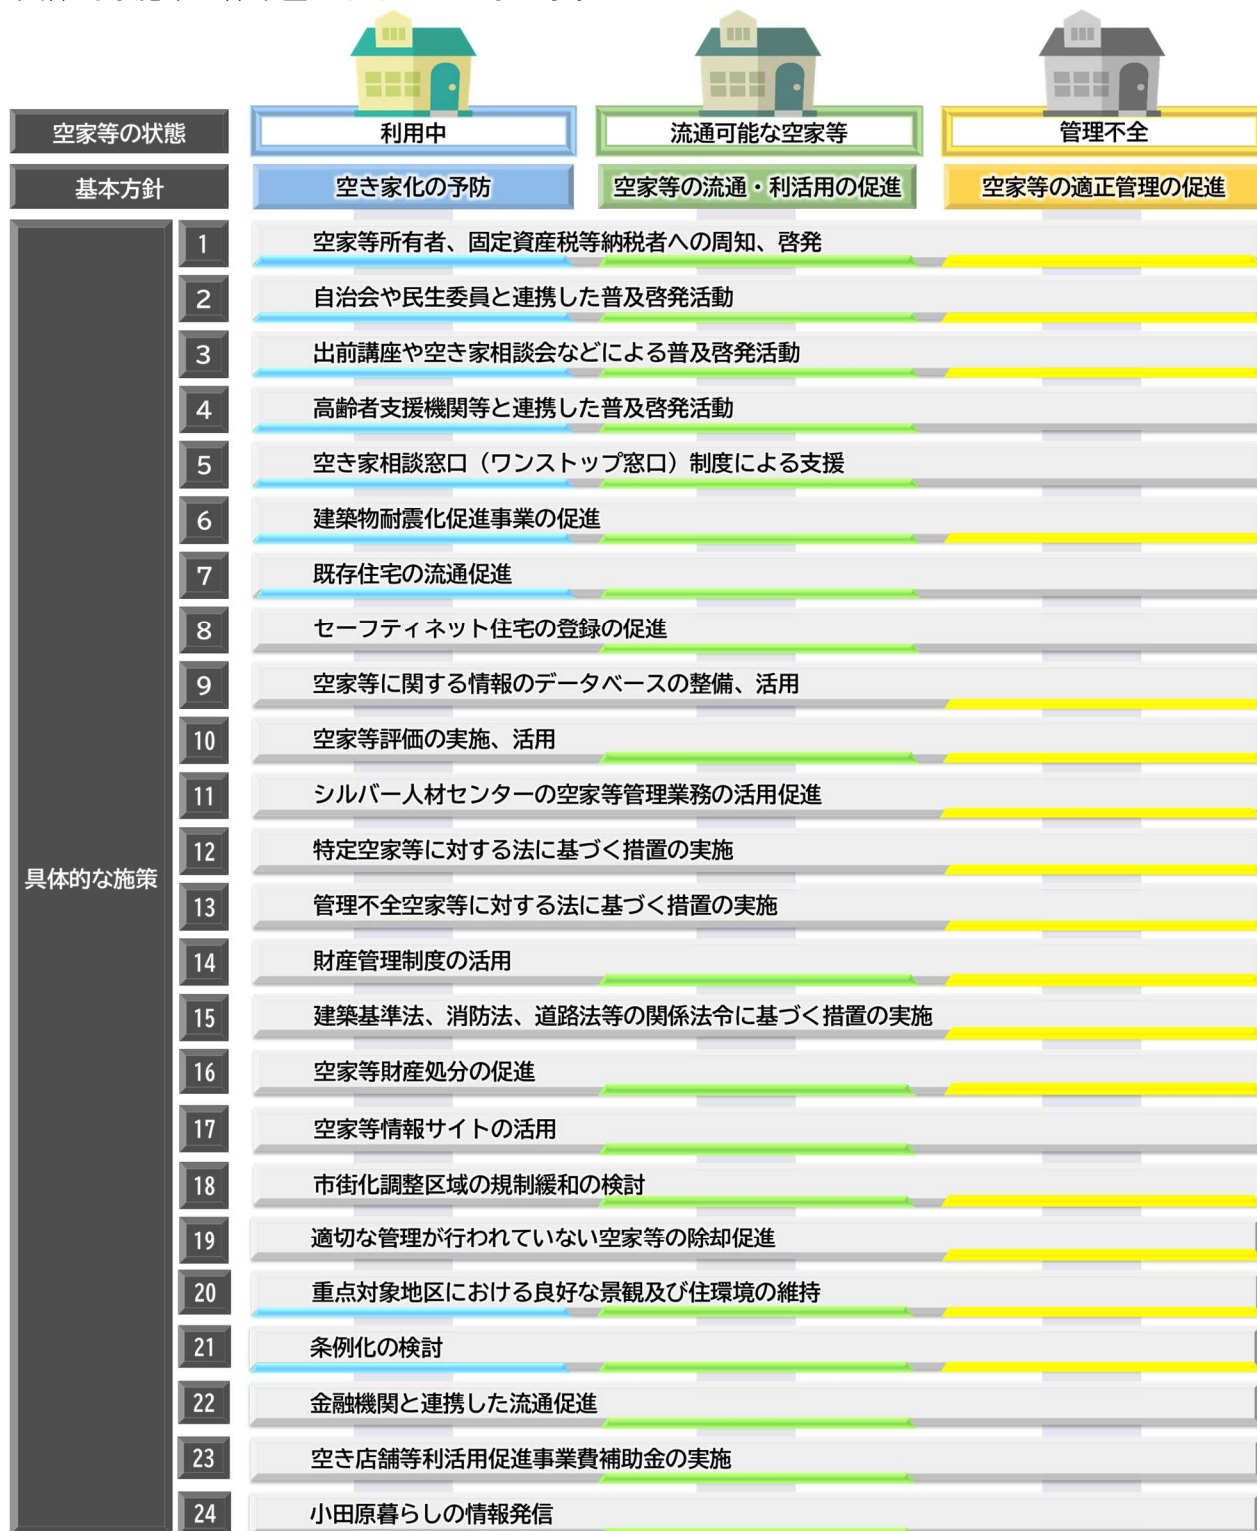 空家等の状態
利用中
流通可能な空家等
管理不全
基本方針
空き家化の予防
空家等の流通・利活用の促進
空家等の適正管理の促進
具体的な施策
1 空家等所有者、固定資産税等納税者への周知、啓発
2 自治会や民生委員と連携した普及啓発活動
3 出前講座や空き家相談会などによる普及啓発活動
4 高齢者支援機関等と連携した普及啓発活動
5 空き家相談窓口（ワンストップ窓口）制度による支援
6 建築物耐震化促進事業の促進
7 既存住宅の流通促進
8 セーフティネット住宅の登録の促進
9 空家等に関する情報のデータベースの整備、活用
10 空家等評価の実施、活用
11 シルバー人材センターの空家等管理業務の活用促進
12 特定空家等に対する法に基づく措置の実施
13 管理不全空家等に対する法に基づく措置の実施
14 財産管理制度の活用
15 建築基準法、消防法、道路法等の関係法令に基づく措置の実施
16 空家等財産処分の促進
17 空家等情報サイトの活用
18 市街化調整区域の規制緩和の検討
19 適切な管理が行われていない空家等の除却促進
20 重点対象地区における良好な景観及び住環境の維持
21 条例化の検討
22 金融機関と連携した流通促進
23 空き店舗等利活用促進事業費補助金の実施
24 小田原暮らしの情報発信